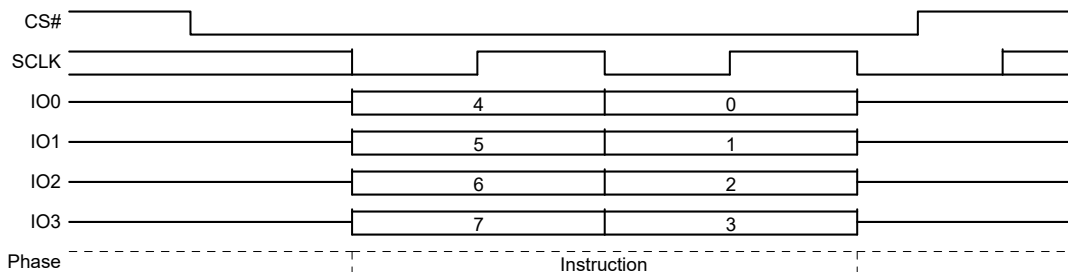 CS#
SCLK
IO0 4 0
IO1 5 1
IO2 6 2
IO3 7 3
Phase Instruction